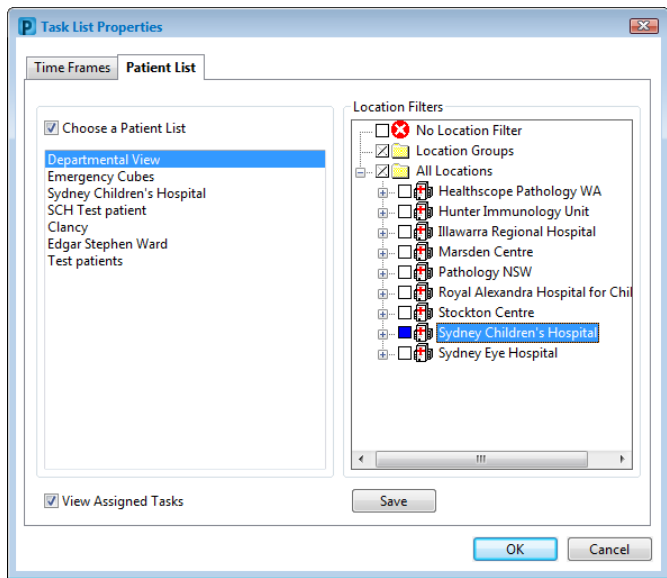 Task List Properties
Time Frames
Patient List
Choose a Patient List
Departmental View
Emergency Cubes
Sydney Children's Hospital
SCH Test patient
Clancy
Edgar Stephen Ward
Test patients
View Assigned Tasks
Location Filters
No Location Filter
Location Groups
All Locations
Healthscope Pathology WA
Hunter Immunology Unit
Illawarra Regional Hospital
Marsden Centre
Pathology NSW
Royal Alexandra Hospital for Chil
Stockton Centre
Sydney Children's Hospital
Sydney Eye Hospital
Save
OK
Cancel